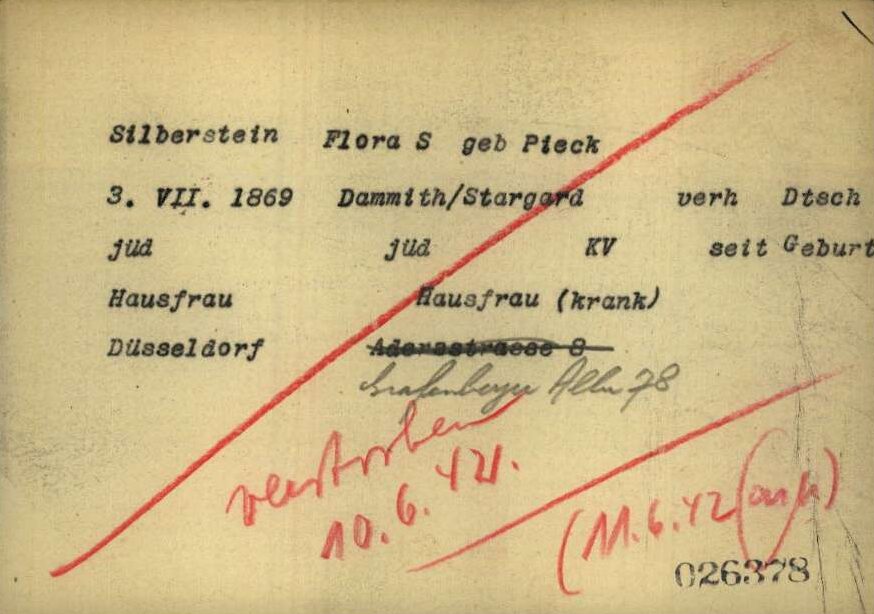 Silberstein Flora S geb Pieck
3. VII. 1869 Dammith/Stargard verh Dtsch
jüd jüd KV seit Geburt
Hausfrau Hausfrau (krank)
Düsseldorf Adersstrasse 8
Grafenberger Allee 78
verstorben
10.6.42.
(11.6.42
026378